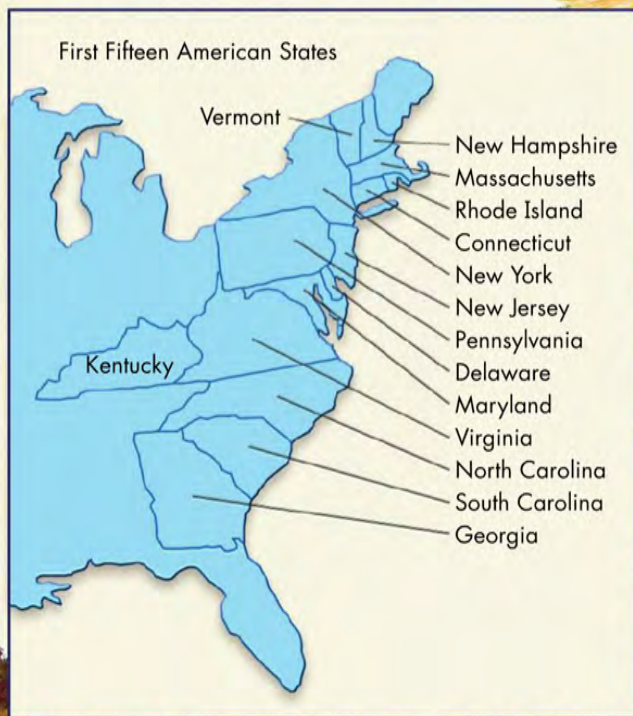 First Fifteen American States
Vermont
New Hampshire
Massachusetts
Rhode Island
Connecticut
New York
New Jersey
Pennsylvania
Delaware
Maryland
Virginia
North Carolina
South Carolina
Georgia
Kentucky